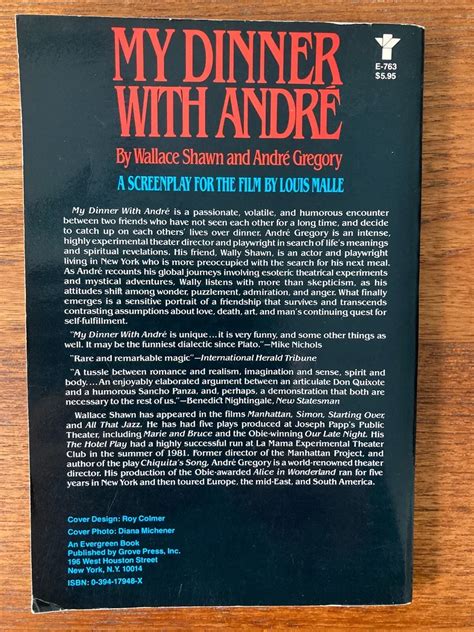 E-763
$5.95
MY DINNER
WITH ANDRÉ
By Wallace Shawn and André Gregory
A SCREENPLAY FOR THE FILM BY LOUIS MALLE
My Dinner With André is a passionate, volatile, and humorous encounter
between two friends who have not seen each other for a long time, and decide
to catch up on each others' lives over dinner. André Gregory is an intense,
highly experimental theater director and playwright in search of life's meanings
and spiritual revelations. His friend, Wally Shawn, is an actor and playwright
living in New York who is more preoccupied with the search for his next meal.
As André recounts his global journeys involving esoteric theatrical experiments
and mystical adventures, Wally listens with more than skepticism, as his
attitudes shift among wonder, puzzlement, admiration, and anger. What finally
emerges is a sensitive portrait of a friendship that survives and transcends
contrasting assumptions about love, death, art, and man's continuing quest for
self-fulfillment.
"My Dinner With André is unique...it is very funny, and some other things as
well. It may be the funniest dialectic since Plato."—Mike Nichols
"Rare and remarkable magic"—International Herald Tribune
"A tussle between romance and realism, imagination and sense, spirit and
body....An enjoyably elaborated argument between an articulate Don Quixote
and a humorous Sancho Panza, and, perhaps, a demonstration that both are
necessary to the rest of us."—Benedict Nightingale, New Statesman
Wallace Shawn has appeared in the films Manhattan, Simon, Starting Over,
and All That Jazz. He has had five plays produced at Joseph Papp's Public
Theater, including Marie and Bruce and the Obie-winning Our Late Night. His
The Hotel Play had a highly successful run at La Mama Experimental Theater
Club in the summer of 1981. Former director of the Manhattan Project, and
author of the play Chiquita's Song, André Gregory is a world-renowned theater
director. His production of the Obie-awarded Alice in Wonderland ran for five
years in New York and then toured Europe, the mid-East, and South America.
Cover Design: Roy Colmer
Cover Photo: Diana Michener
An Evergreen Book
Published by Grove Press, Inc.
196 West Houston Street
New York, N.Y. 10014
ISBN: 0-394-17948-X